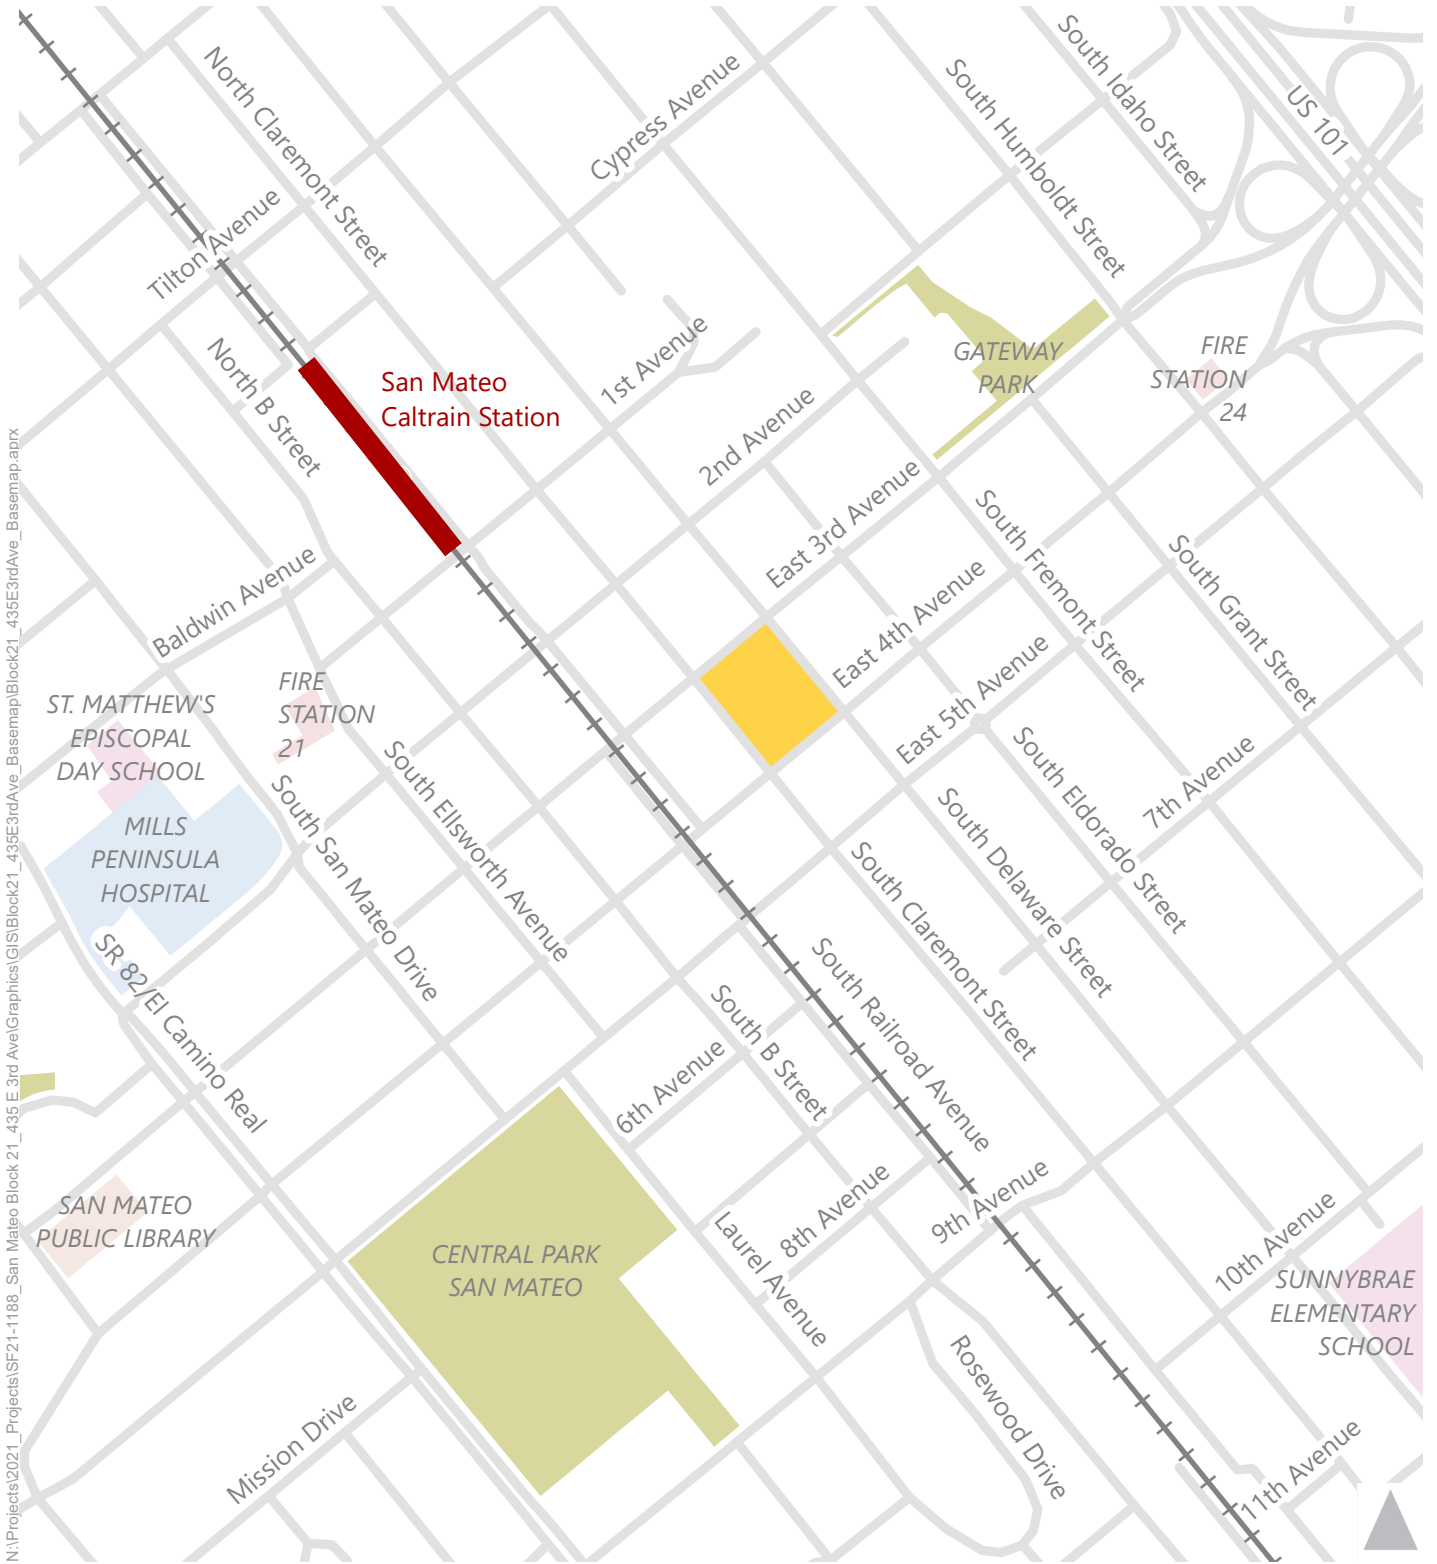 South Idaho Street
North Claremont Street
Cypress Avenue
South Humboldt Street
US 101
Tilton Avenue
1st Avenue
North B Street
GATEWAY
PARK
FIRE
STATION
24
San Mateo
Caltrain Station
2nd Avenue
East 3rd Avenue
South Fremont Street
South Grant Street
Baldwin Avenue
East 4th Avenue
East 5th Avenue
ST. MATTHEW'S
EPISCOPAL
DAY SCHOOL
FIRE
STATION
21
South Ellsworth Avenue
South San Mateo Drive
South Eldorado Street
7th Avenue
South Delaware Street
MILLS
PENINSULA
HOSPITAL
South Claremont Street
SR 82/El Camino Real
South Railroad Avenue
South B Street
6th Avenue
SAN MATEO
PUBLIC LIBRARY
CENTRAL PARK
SAN MATEO
Laurel Avenue
8th Avenue
9th Avenue
10th Avenue
SUNNYBRAE
ELEMENTARY
SCHOOL
Rosewood Drive
Mission Drive
11th Avenue
N:\Projects\2021_Projects\SF21-1188_San Mateo Block 21_435 E 3rd Ave\Graphics\GIS\Block21_435E3rdAve_Basemap\Block21_435E3rdAve_Basemap.aprx